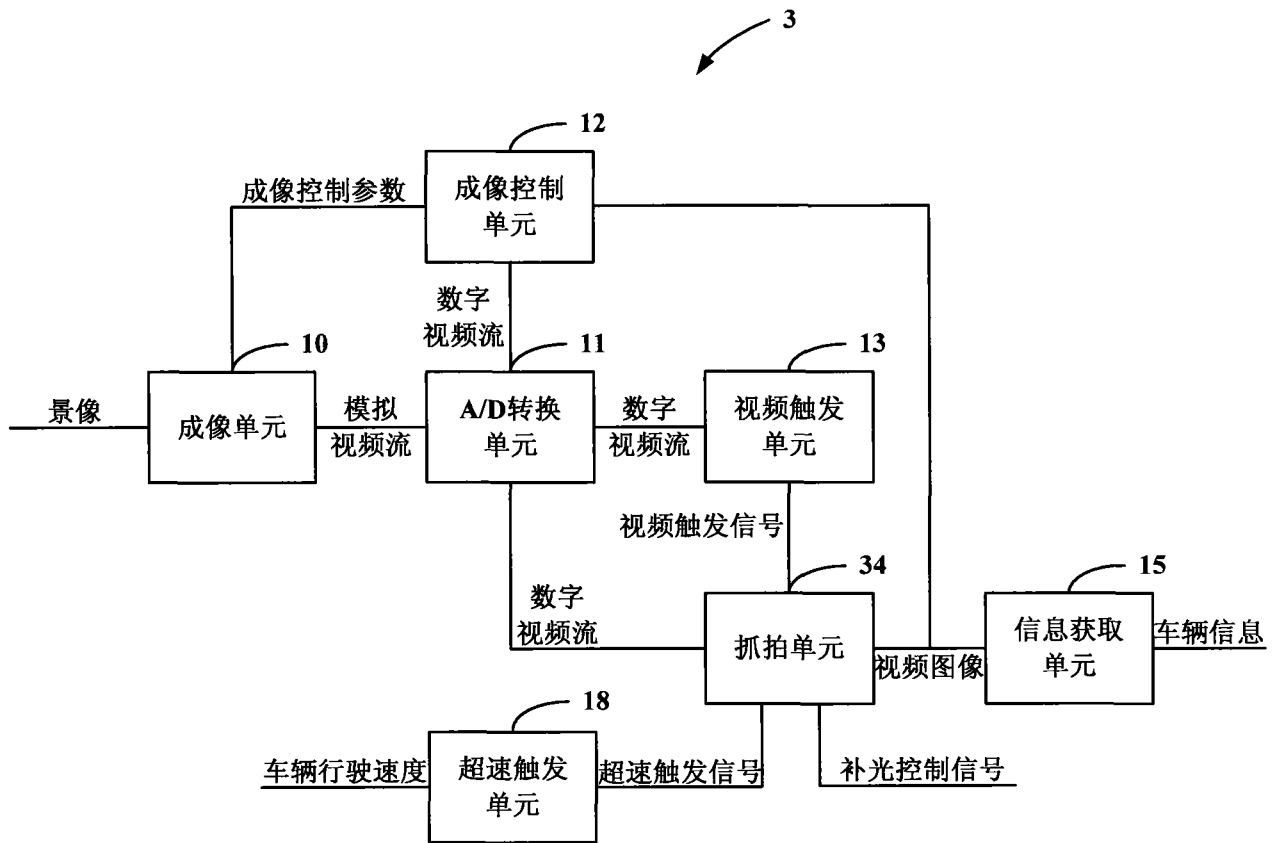 3
12
成像控制参数
成像控制
单元
数字
视频流
10
11
13
景像
成像单元
模拟
视频流
A/D转换
单元
数字
视频流
视频触发
单元
视频触发信号
34
15
数字
视频流
抓拍单元
视频图像
信息获取
单元
车辆信息
18
车辆行驶速度
超速触发
单元
超速触发信号
补光控制信号